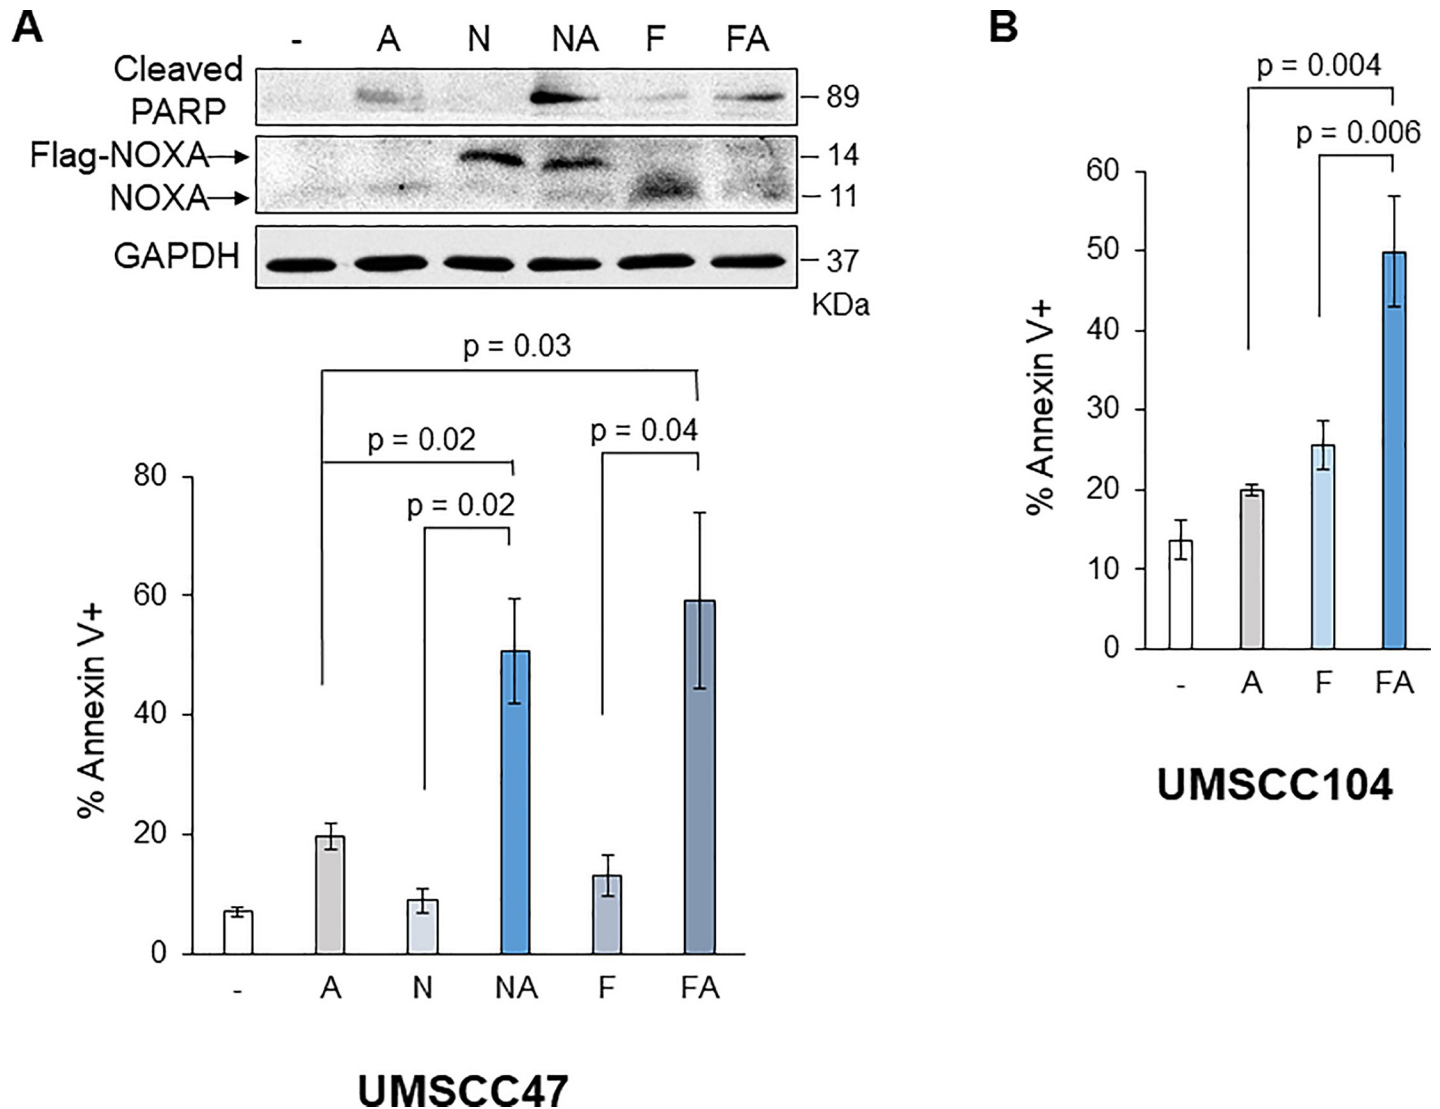 A
- A N NA F FA
Cleaved
PARP
89
Flag-NOXA
14
NOXA
11
GAPDH
37
KDa
p = 0.03
p = 0.02
p = 0.04
p = 0.02
% Annexin V+
80
60
40
20
0
- A N NA F FA
UMSCC47
B
p = 0.004
p = 0.006
% Annexin V+
60
50
40
30
20
10
0
- A F FA
UMSCC104